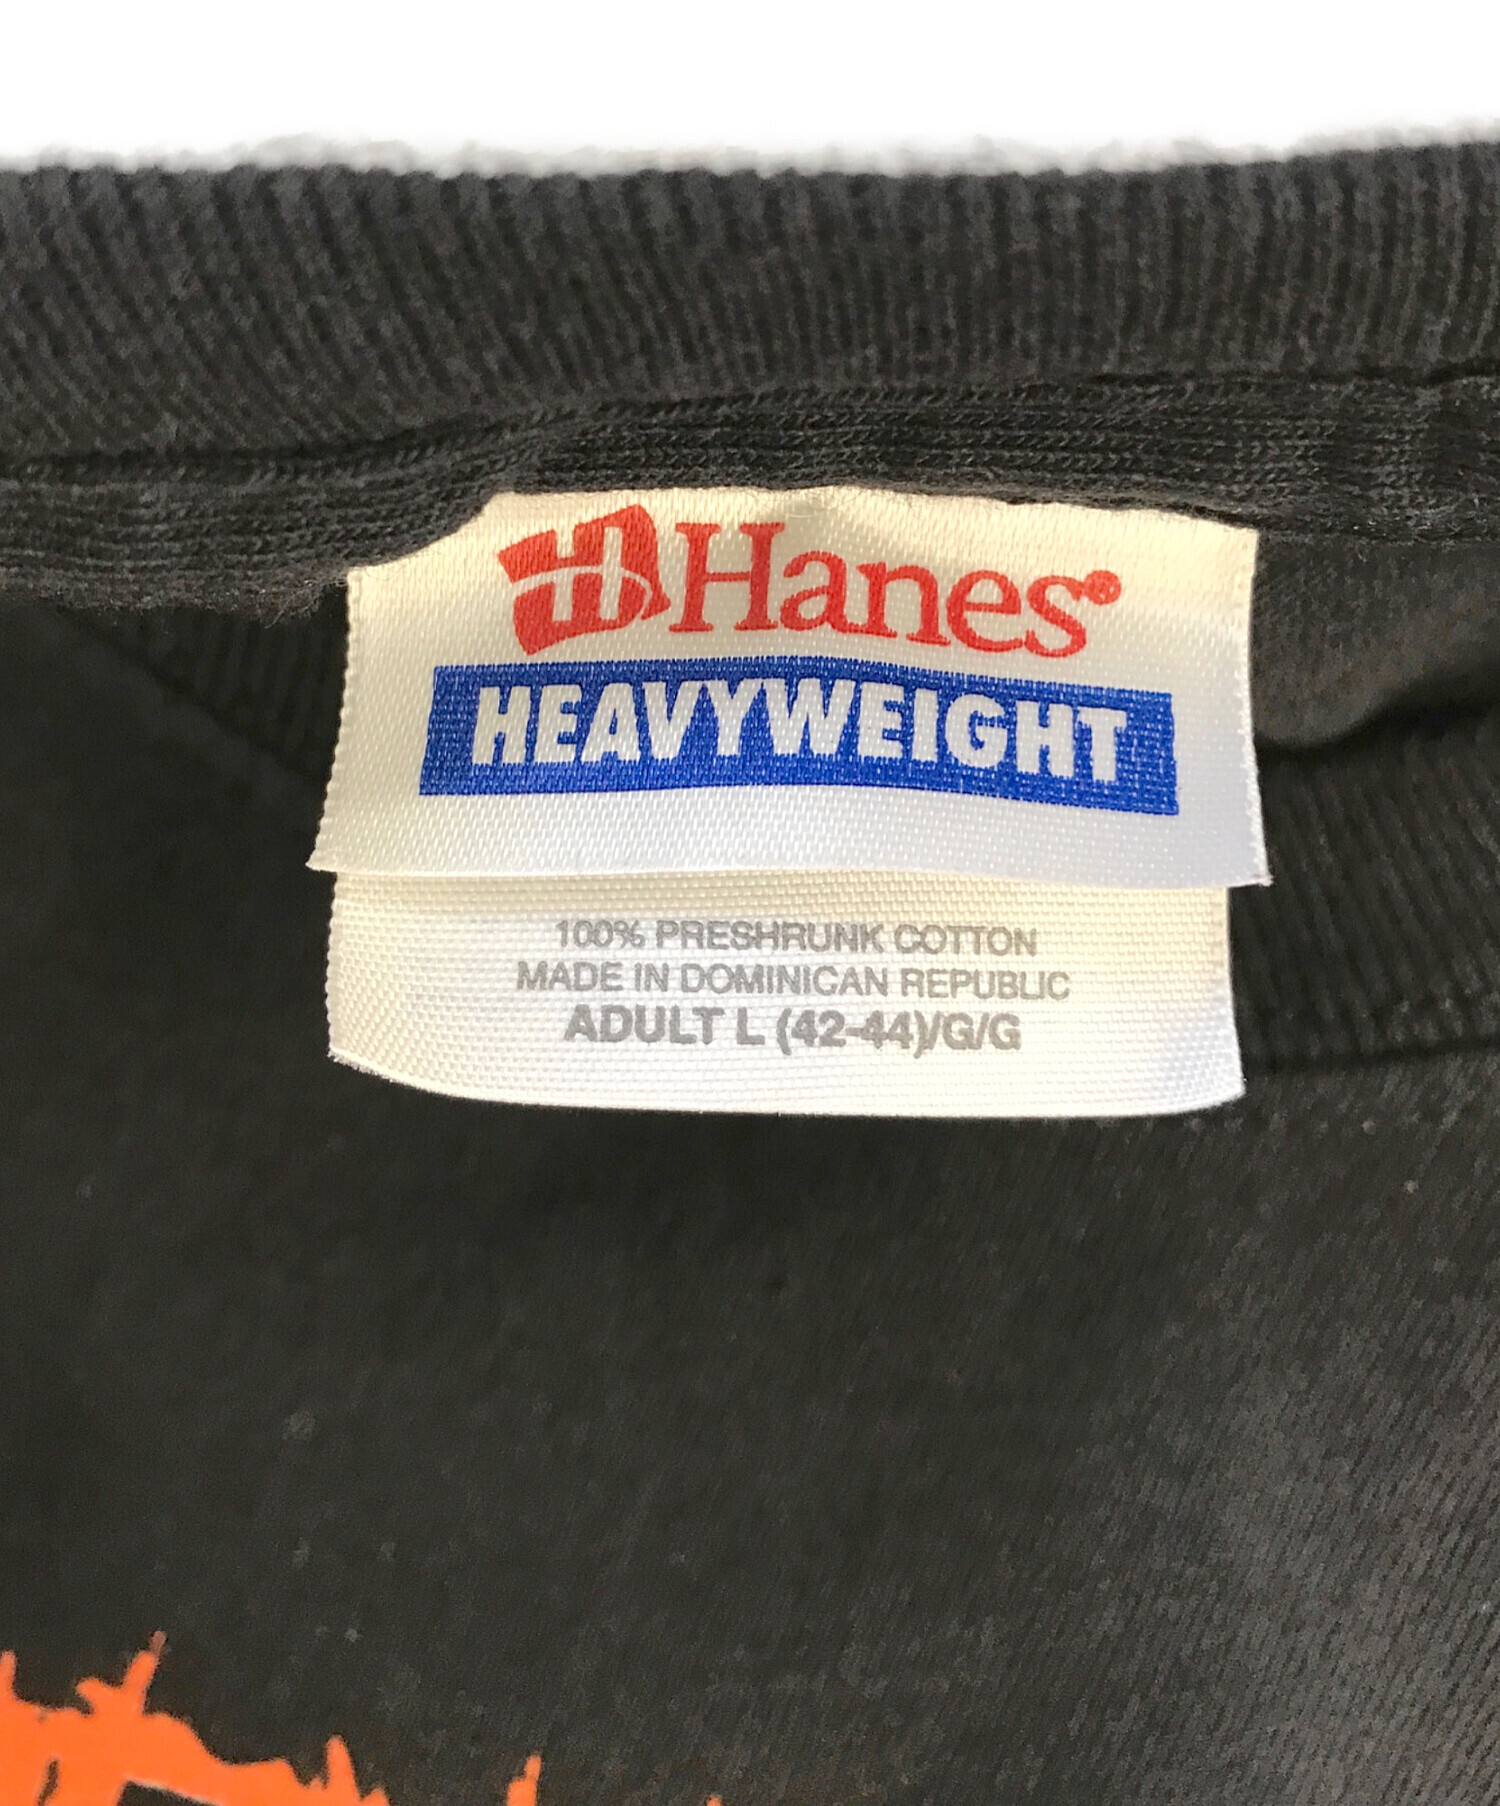 Hanes®
HEAVYWEIGHT
100% PRESHRUNK COTTON
MADE IN DOMINICAN REPUBLIC
ADULT L (42-44)/G/G